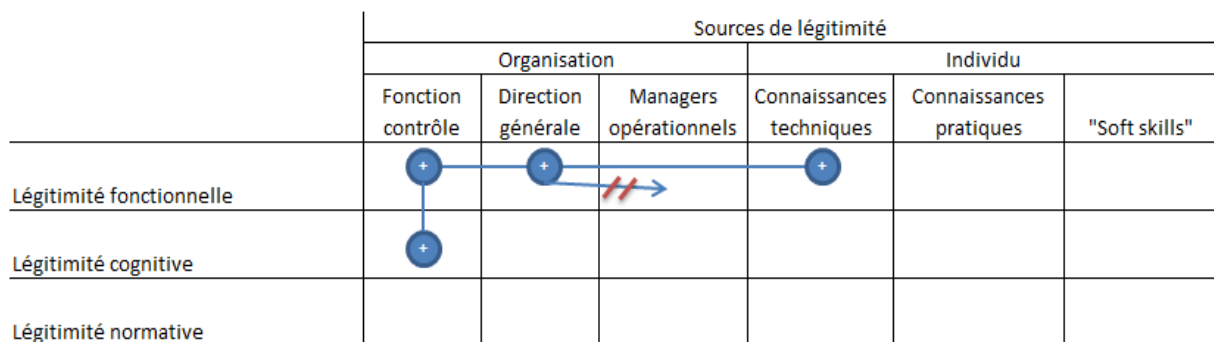 Sources de légitimité
Organisation Individu
Fonction contrôle Direction générale Managers opérationnels Connaissances techniques Connaissances pratiques "Soft skills"
+ + +
Légitimité fonctionnelle
+
Légitimité cognitive
Légitimité normative